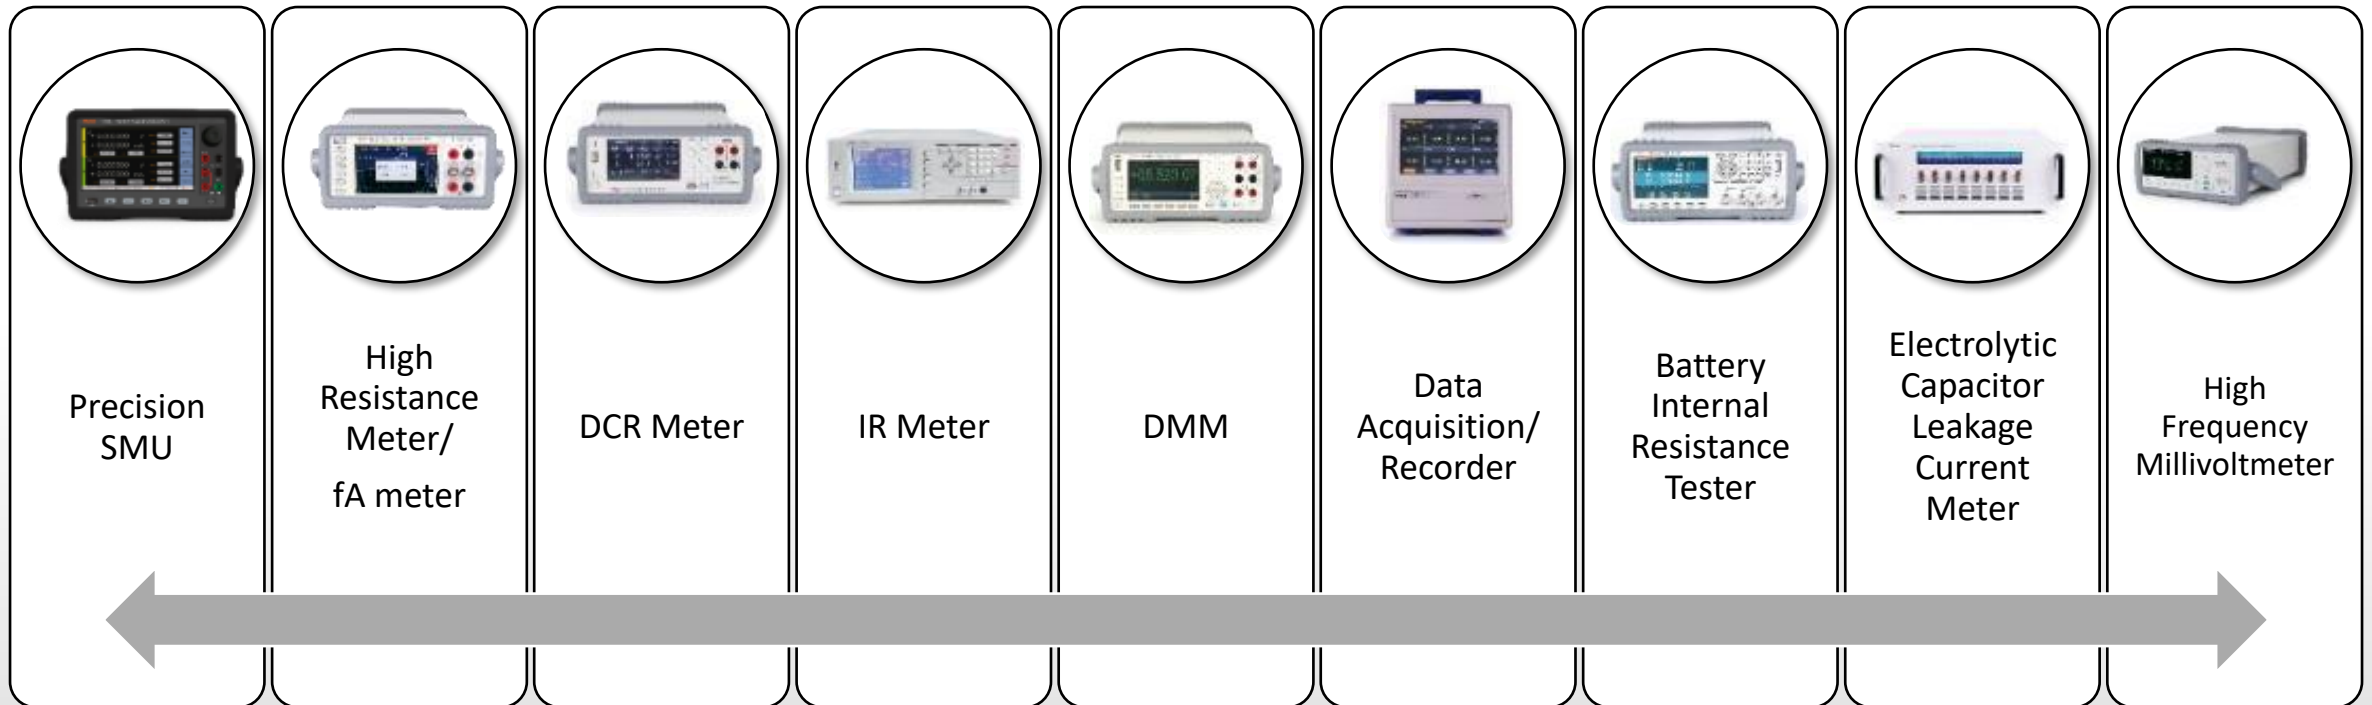 Precision
SMU
High
Resistance
Meter/
fA meter
DCR Meter
IR Meter
DMM
Data
Acquisition/
Recorder
Battery
Internal
Resistance
Tester
Electrolytic
Capacitor
Leakage
Current
Meter
High
Frequency
Millivoltmeter